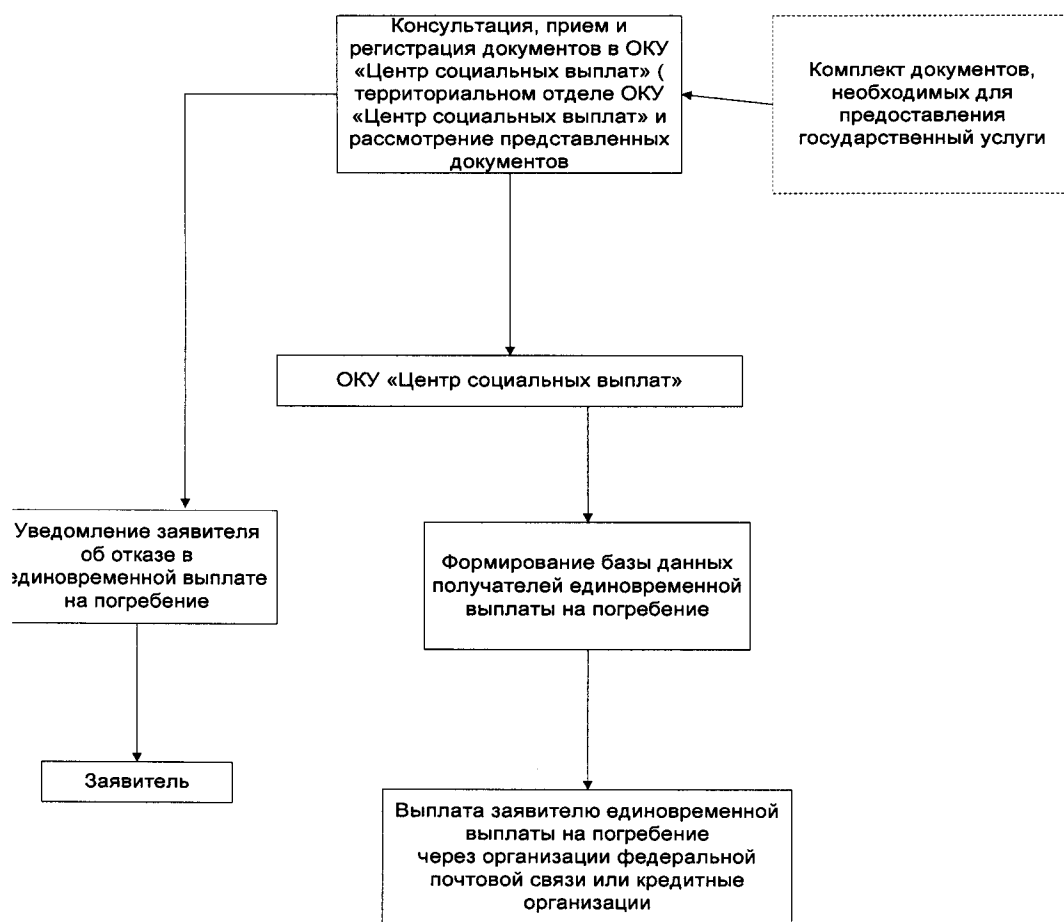 Консультация, прием и
регистрация документов в ОКУ
«Центр социальных выплат» (
территориальном отделе ОКУ
«Центр социальных выплат» и
рассмотрение представленных
документов
Комплект документов,
необходимых для
предоставления
государственный услуги
ОКУ «Центр социальных выплат»
Уведомление заявителя
об отказе в
единовременной выплате
на погребение
Формирование базы данных
получателей единовременной
выплаты на погребение
Заявитель
Выплата заявителю единовременной
выплаты на погребение
через организации федеральной
почтовой связи или кредитные
организации